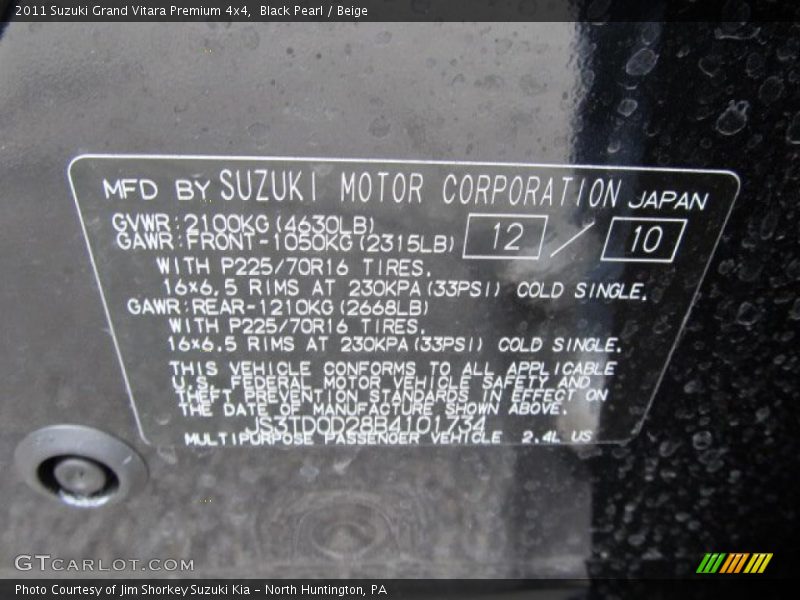 2011 Suzuki Grand Vitara Premium 4x4,  Black Pearl / Beige
MFD BY SUZUKI MOTOR CORPORATION JAPAN
GVWR:2100KG(4630LB)
GAWR:FRONT-1050KG(2315LB) 12 / 10
WITH P225/70R16 TIRES,
16×6.5 RIMS AT 230KPA(33PSI) COLD SINGLE.
GAWR:REAR-1210KG(2668LB)
WITH P225/70R16 TIRES,
16×6.5 RIMS AT 230KPA(33PSI) COLD SINGLE.
THIS VEHICLE CONFORMS TO ALL APPLICABLE
U.S. FEDERAL MOTOR VEHICLE SAFETY AND
THEFT PREVENTION STANDARDS IN EFFECT ON
THE DATE OF MANUFACTURE SHOWN ABOVE.
JS3TD0D28B4101734
MULTIPURPOSE PASSENGER VEHICLE 2.4L US
GTCARLOT.COM
Photo Courtesy of Jim Shorkey Suzuki Kia – North Huntington, PA